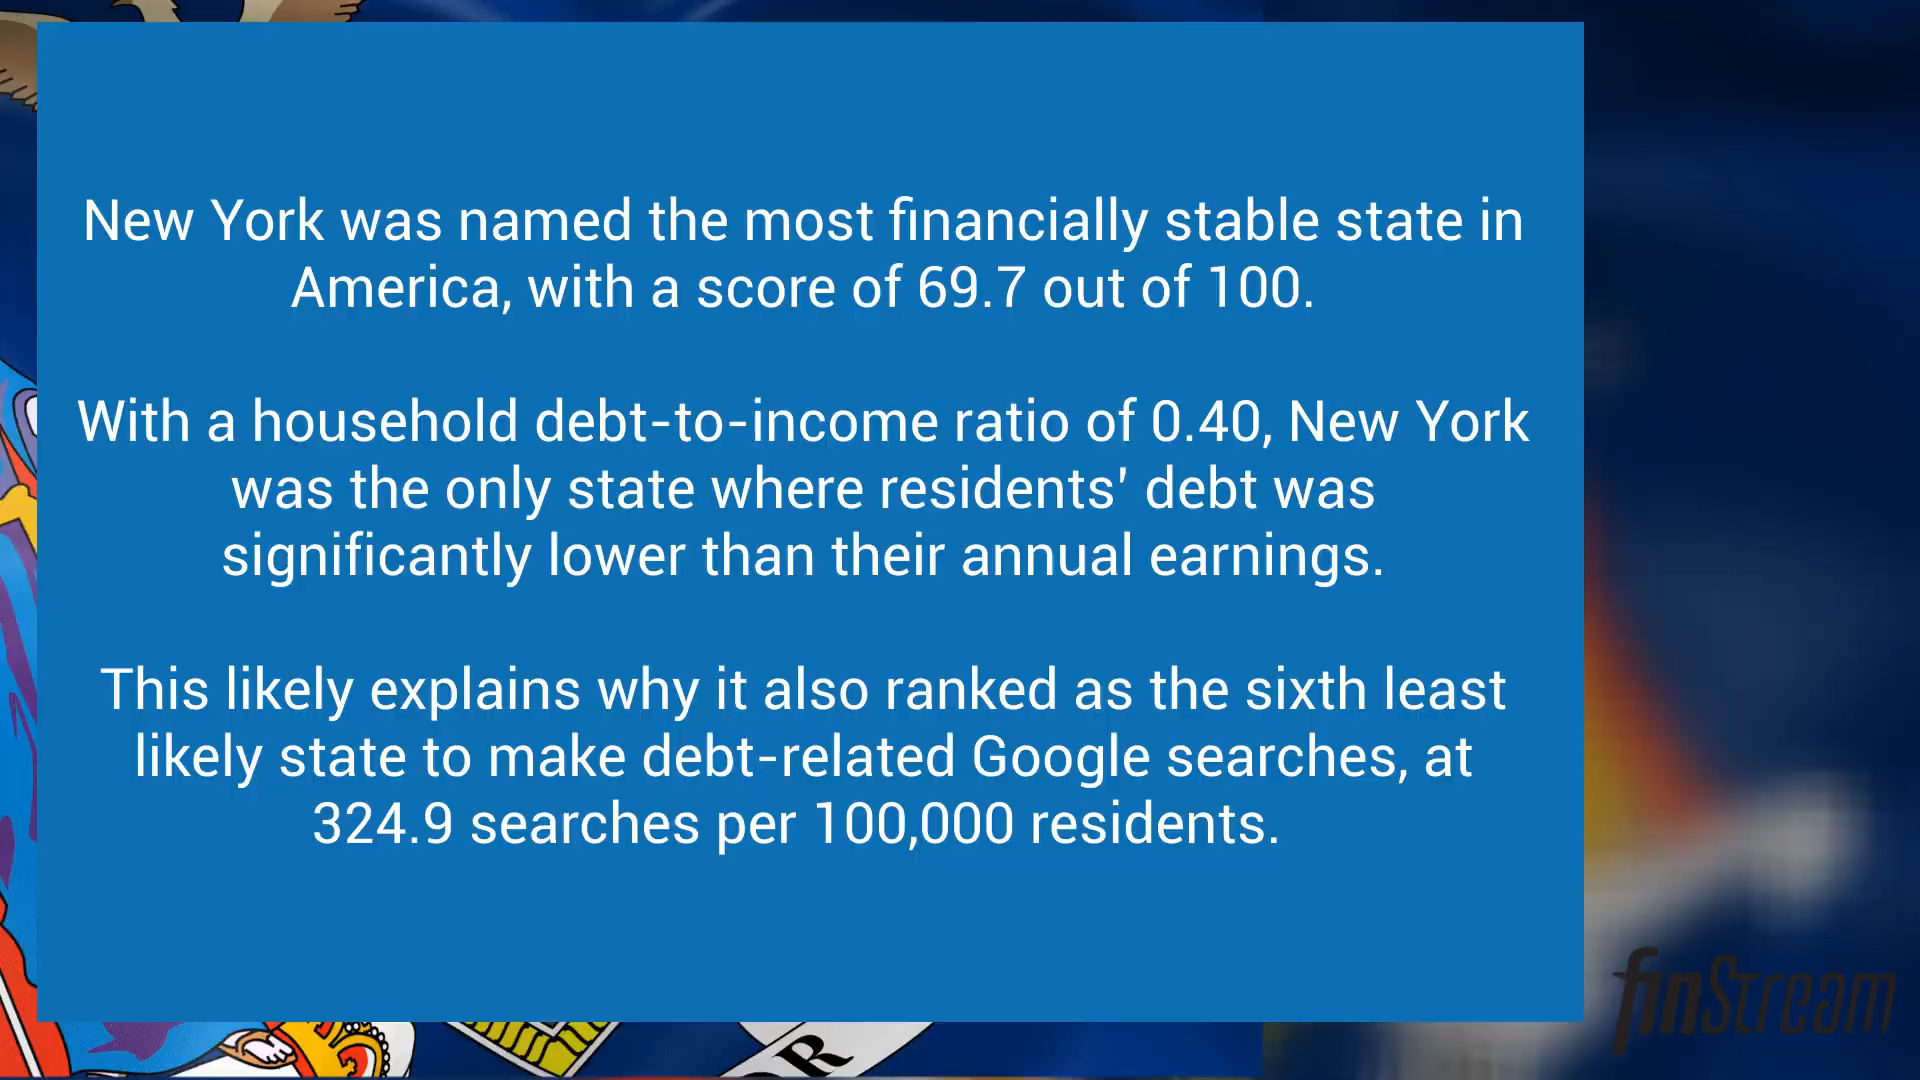 New York was named the most financially stable state in
America, with a score of 69.7 out of 100.
With a household debt-to-income ratio of 0.40, New York
was the only state where residents' debt was
significantly lower than their annual earnings.
This likely explains why it also ranked as the sixth least
likely state to make debt-related Google searches, at
324.9 searches per 100,000 residents.
finStream
R